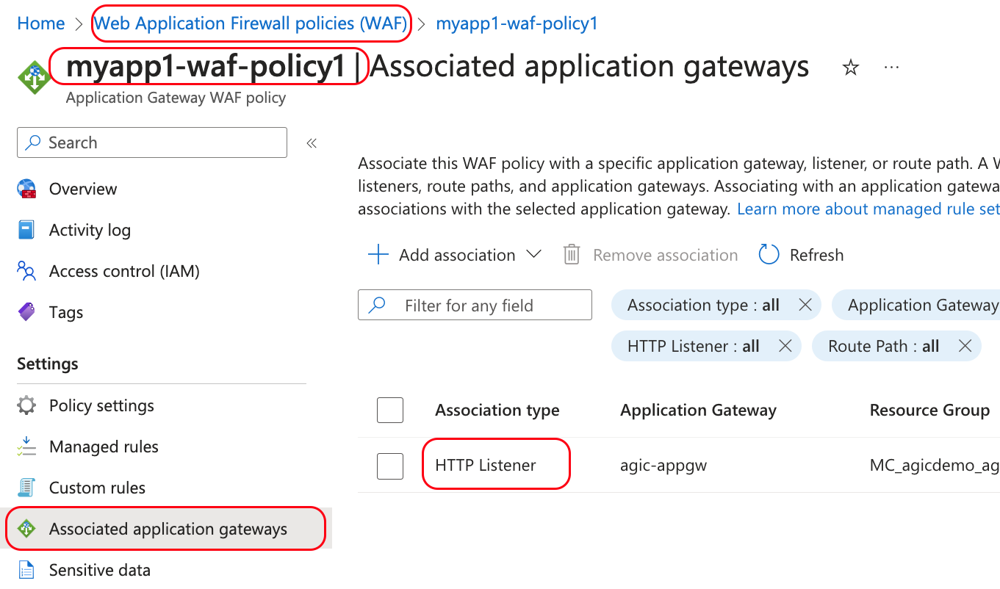 Home > Web Application Firewall policies (WAF) > myapp1-waf-policy1
myapp1-waf-policy1 | Associated application gateways
Application Gateway WAF policy
Search
Overview
Activity log
Access control (IAM)
Tags
Settings
Policy settings
Managed rules
Custom rules
Associated application gateways
Sensitive data
Associate this WAF policy with a specific application gateway, listener, or route path. A
listeners, route paths, and application gateways. Associating with an application
associations with the selected application gateway. Learn more about managed rule
Add association
Remove association
Refresh
Filter for any field
Association type : all
Application Gateway
HTTP Listener : all
Route Path : all
Association type Application Gateway Resource Group
HTTP Listener agic-appgw MC_agicdemo_ag